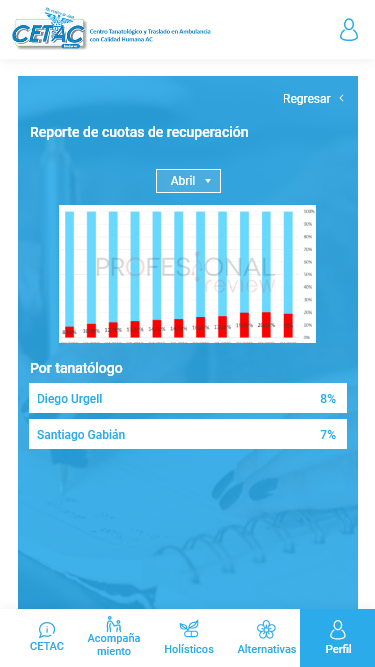 CETAC
Centro Tanatológico y Traslado en Ambulancia
con Calidad Humana AC
Regresar
Reporte de cuotas de recuperación
Abril
PROFESIONAL
review
100%
90%
80%
70%
60%
50%
40%
30%
20%
10%
0%
Por tanatólogo
Diego Urgell 8%
Santiago Gabián 7%
CETAC
Acompaña
miento
Holísticos
Alternativas
Perfil